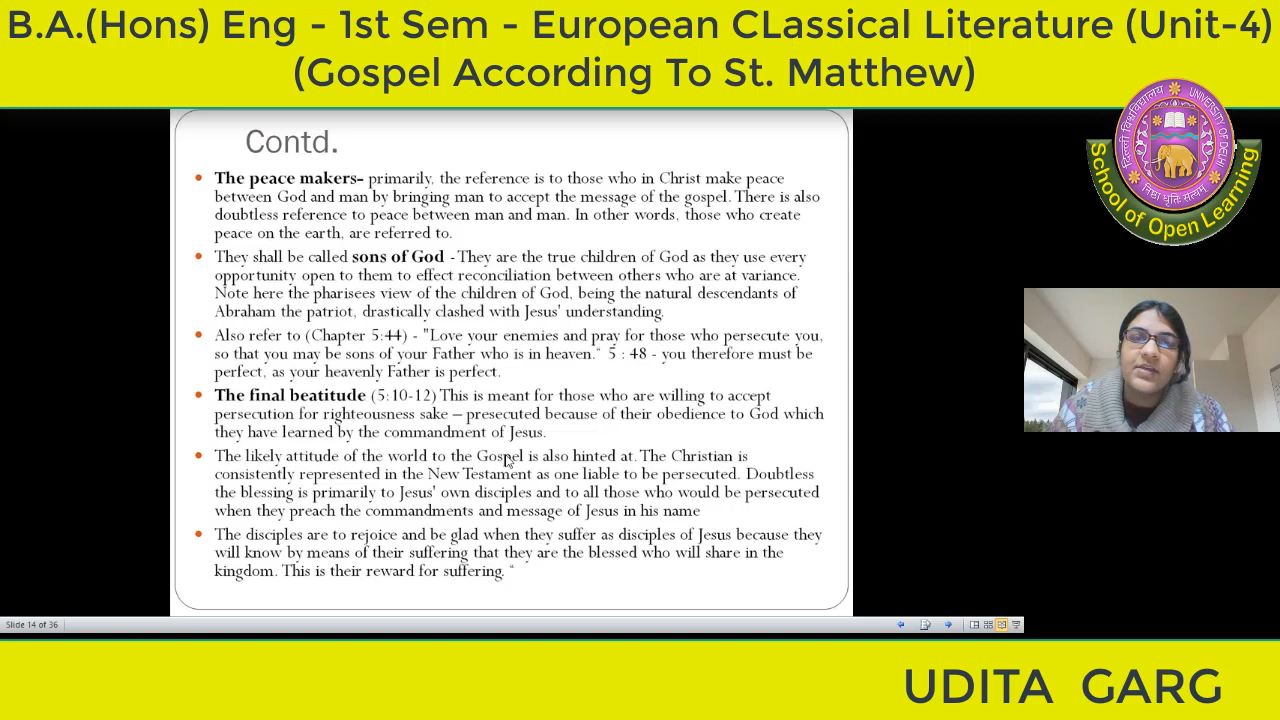 B.A.(Hons) Eng - 1st Sem - European CLassical Literature (Unit-4)
(Gospel According To St. Matthew)
Contd.
• The peace makers– primarily, the reference is to those who in Christ make peace
between God and man by bringing man to accept the message of the gospel. There is also
doubtless reference to peace between man and man. In other words, those who create
peace on the earth, are referred to.
• They shall be called sons of God - They are the true children of God as they use every
opportunity open to them to effect reconciliation between others who are at variance.
Note here the pharisees view of the children of God, being the natural descendants of
Abraham the patriot, drastically clashed with Jesus' understanding.
• Also refer to (Chapter 5:44) - "Love your enemies and pray for those who persecute you,
so that you may be sons of your Father who is in heaven." 5 : 48 - you therefore must be
perfect, as your heavenly Father is perfect.
• The final beatitude (5:10-12) This is meant for those who are willing to accept
persecution for righteousness sake – presecuted because of their obedience to God which
they have learned by the commandment of Jesus.
• The likely attitude of the world to the Gospel is also hinted at. The Christian is
consistently represented in the New Testament as one liable to be persecuted. Doubtless
the blessing is primarily to Jesus' own disciples and to all those who would be persecuted
when they preach the commandments and message of Jesus in his name
• The disciples are to rejoice and be glad when they suffer as disciples of Jesus because they
will know by means of their suffering that they are the blessed who will share in the
kingdom. This is their reward for suffering. "
Slide 14 of 36
दिल्ली विश्वविद्यालय
UNIVERSITY OF DELHI
निष्ठा धृतिः सत्यम्
School of Open Learning
UDITA GARG